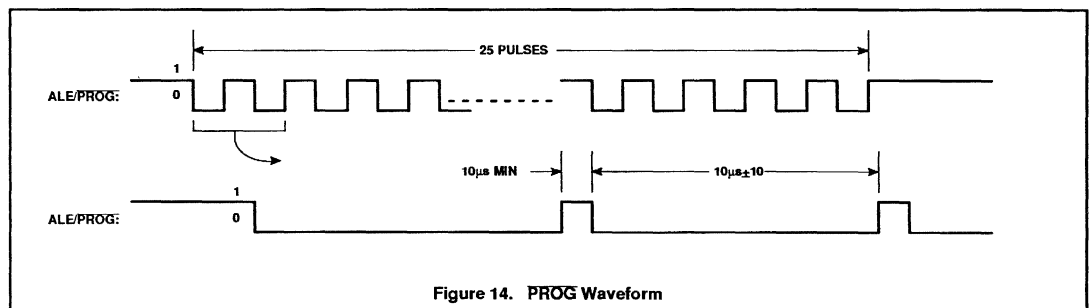 25 PULSES
1
ALE/PROG: 0
10µs MIN
10µs±10
1
ALE/PROG: 0
Figure 14. PROG Waveform